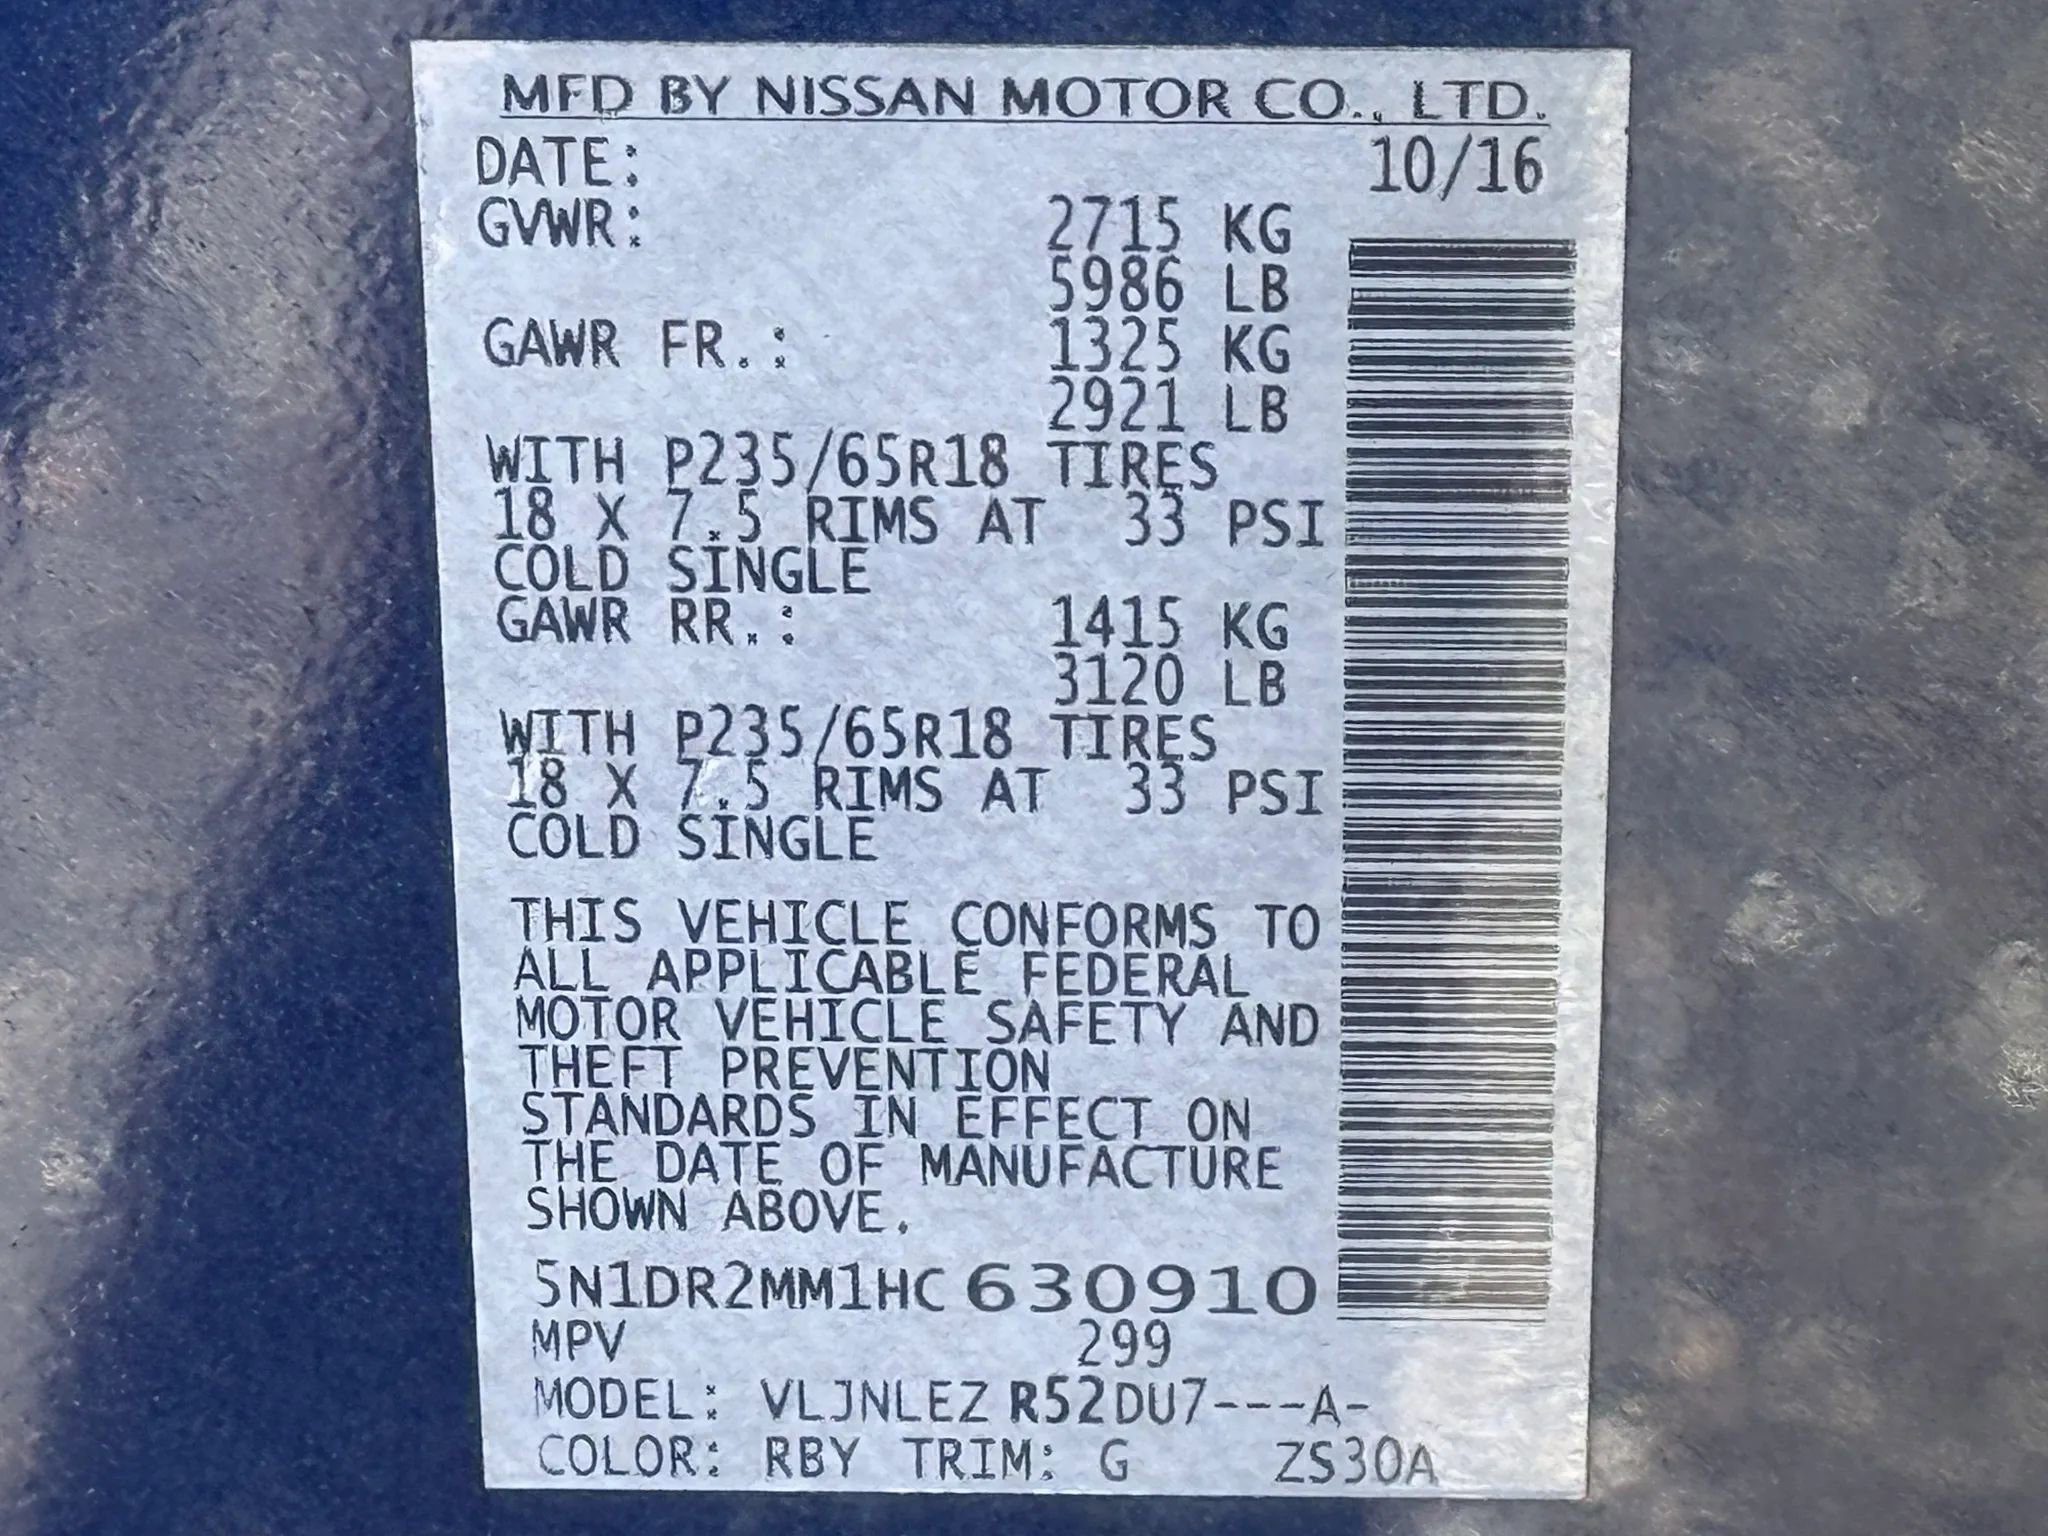 MFD BY NISSAN MOTOR CO., LTD.
DATE: 10/16
GVWR: 2715 KG
5986 LB
GAWR FR.: 1325 KG
2921 LB
WITH P235/65R18 TIRES
18 X 7.5 RIMS AT 33 PSI
COLD SINGLE
GAWR RR.: 1415 KG
3120 LB
WITH P235/65R18 TIRES
18 X 7.5 RIMS AT 33 PSI
COLD SINGLE
THIS VEHICLE CONFORMS TO
ALL APPLICABLE FEDERAL
MOTOR VEHICLE SAFETY AND
THEFT PREVENTION
STANDARDS IN EFFECT ON
THE DATE OF MANUFACTURE
SHOWN ABOVE.
5N1DR2MM1HC630910
MPV 299
MODEL: VLJNLEZ R52DU7---A-
COLOR: RBY TRIM: G ZS30A